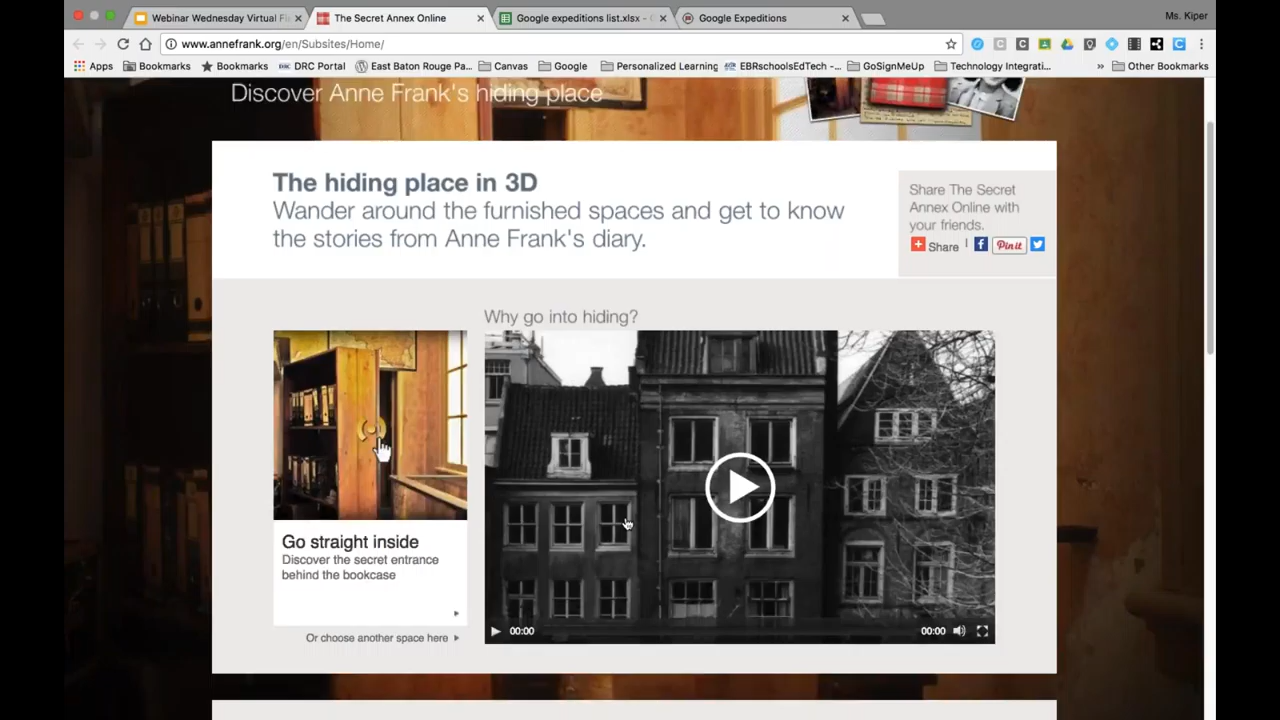 Webinar Wednesday Virtual Fi
The Secret Annex Online
Google expeditions list.xlsx -
Google Expeditions
Ms. Kiper
www.annefrank.org/en/Subsites/Home/
Apps
Bookmarks
Bookmarks
DRC Portal
East Baton Rouge Pa...
Canvas
Google
Personalized Learning
EBRschoolsEdTech -...
GoSignMeUp
Technology Integrati...
»
Other Bookmarks
Discover Anne Frank's hiding place
The hiding place in 3D
Wander around the furnished spaces and get to know
the stories from Anne Frank's diary.
Share The Secret
Annex Online with
your friends.
Share
Pin it
Why go into hiding?
Go straight inside
Discover the secret entrance
behind the bookcase
Or choose another space here
00:00
00:00